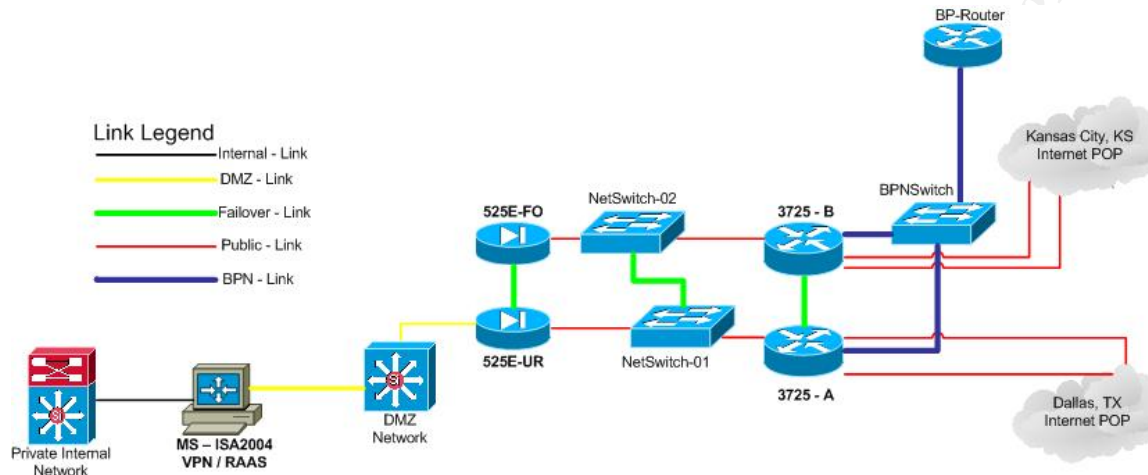 BP-Router
Link Legend
Internal - Link
DMZ - Link
Failover - Link
Public - Link
BPN - Link
Kansas City, KS
Internet POP
BPNSwitch
NetSwitch-02
525E-FO
3725 - B
525E-UR
NetSwitch-01
3725 - A
Si
DMZ
Network
Si
Private Internal
Network
MS – ISA2004
VPN / RAAS
Dallas, TX
Internet POP